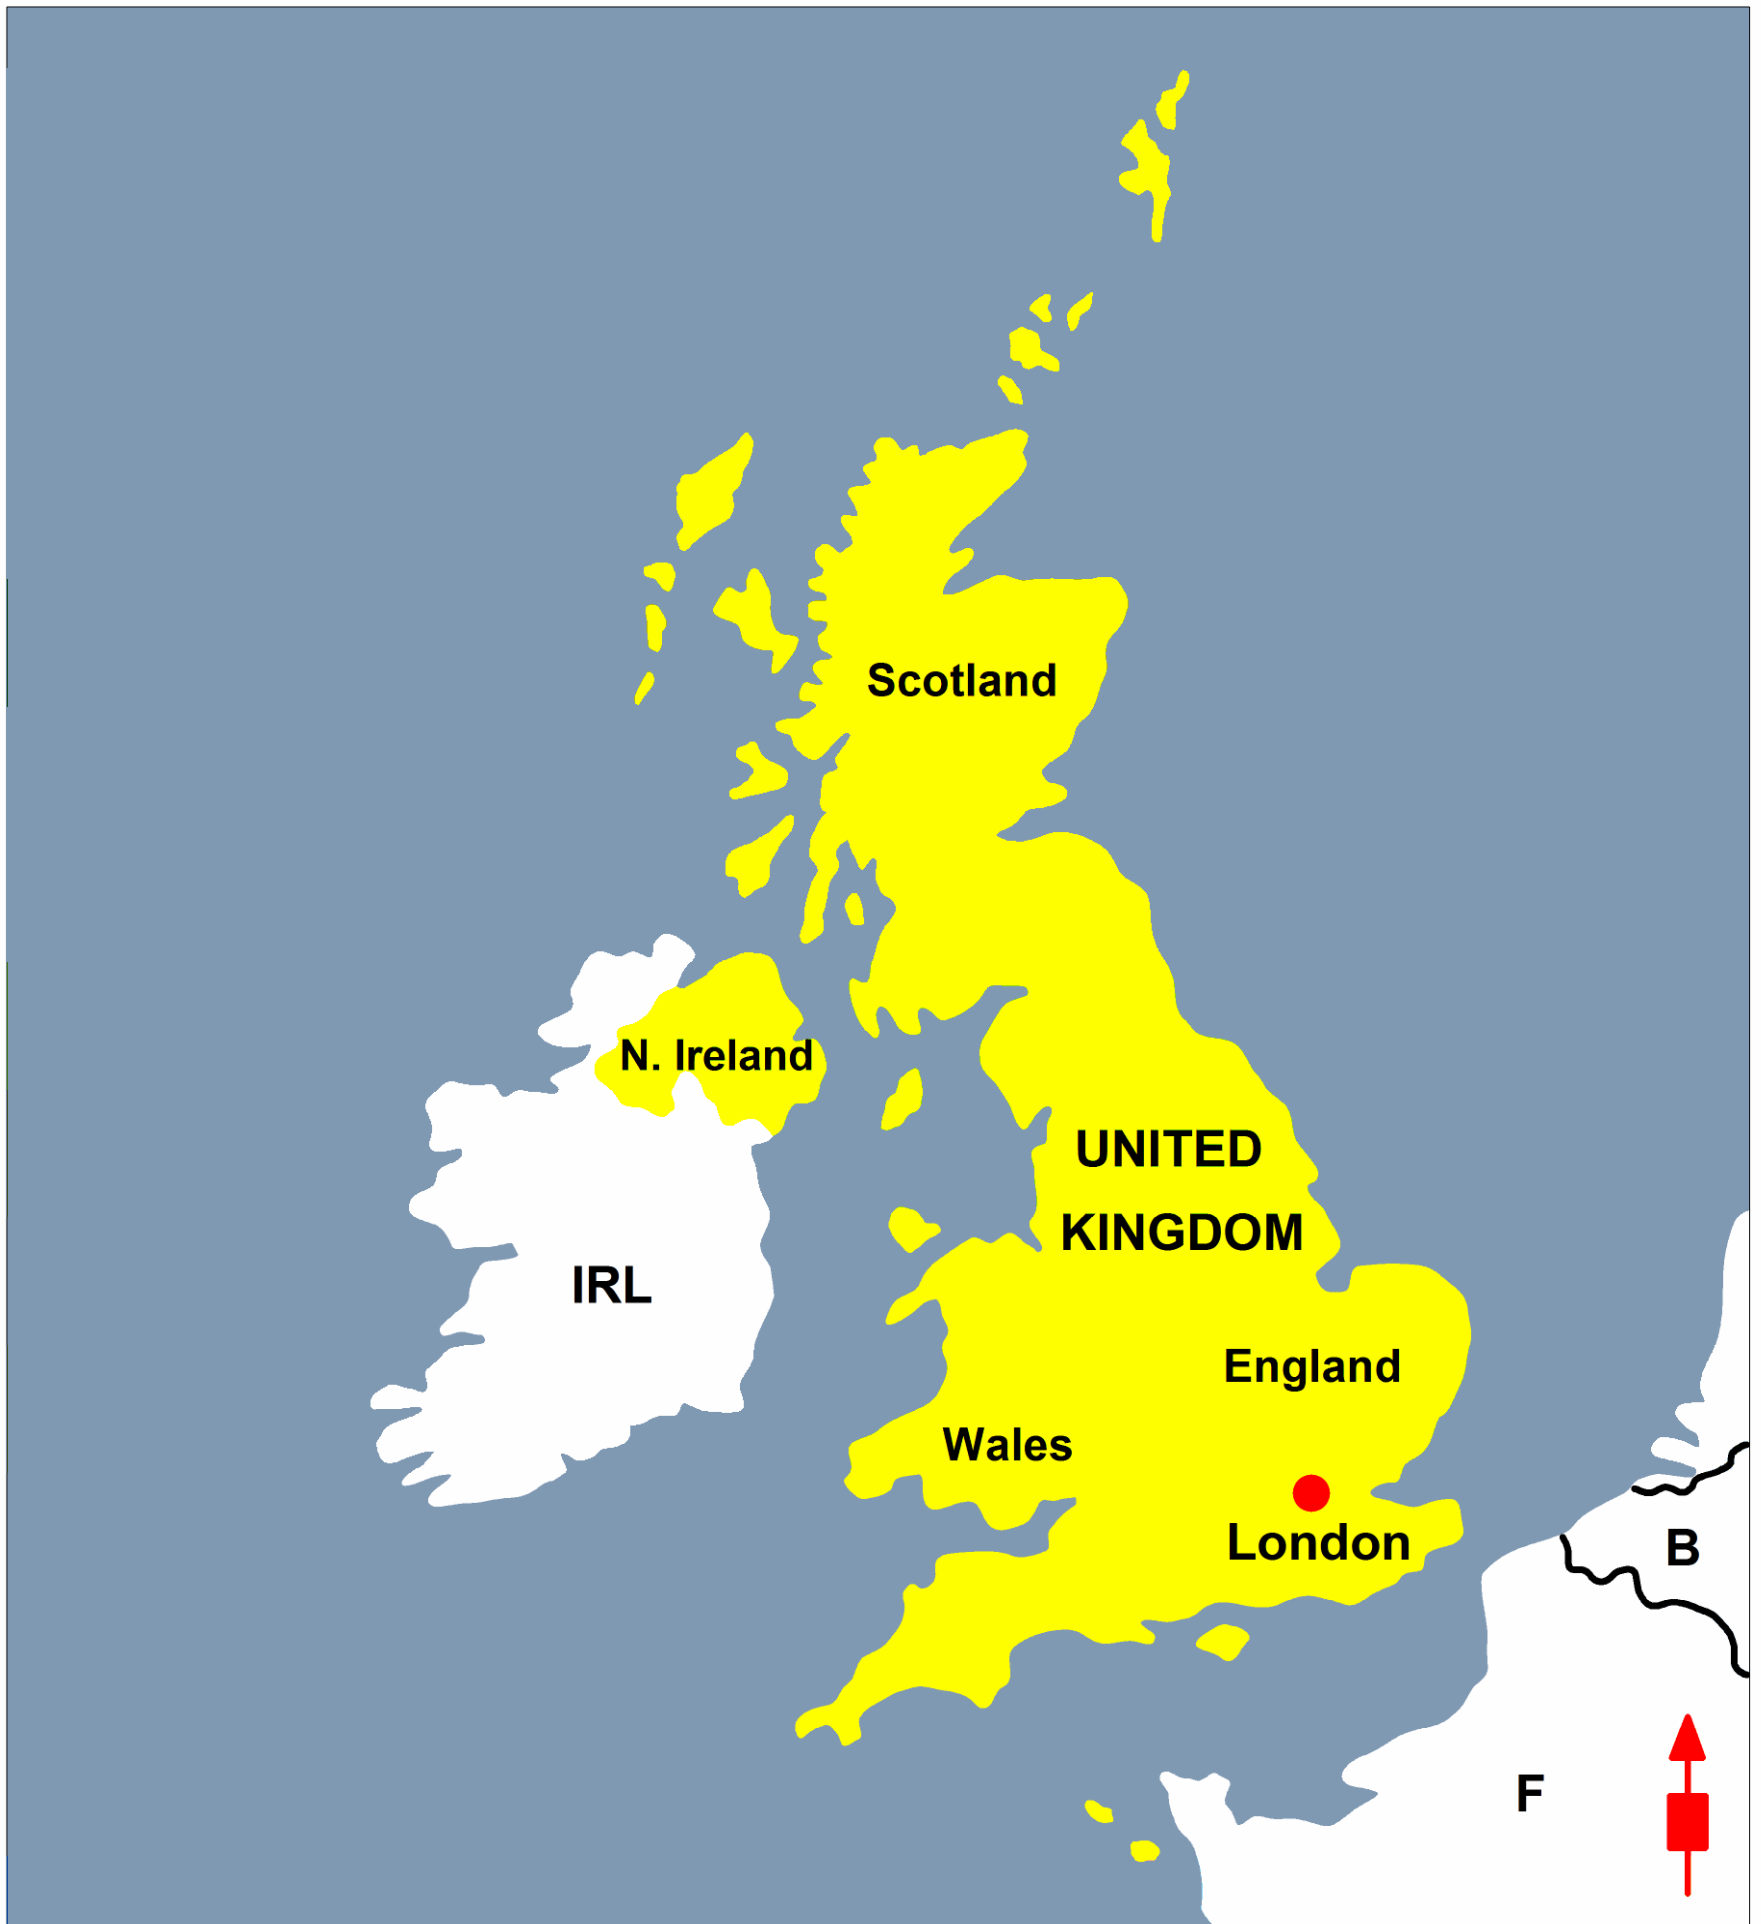 Scotland
N. Ireland
UNITED
KINGDOM
IRL
England
Wales
London
B
F